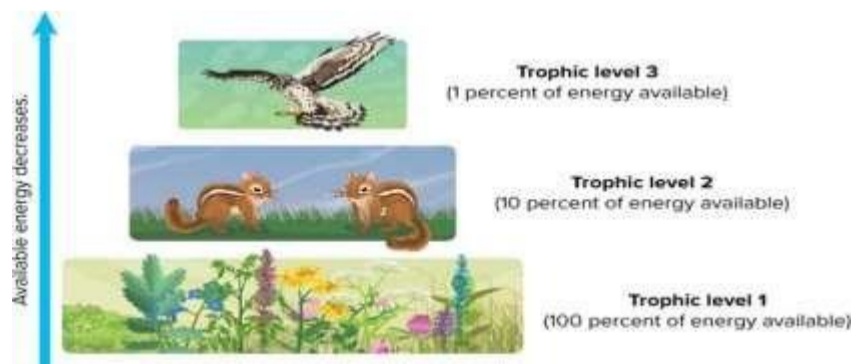 Available energy decreases.
Trophic level 3
(1 percent of energy available)
Trophic level 2
(10 percent of energy available)
Trophic level 1
(100 percent of energy available)